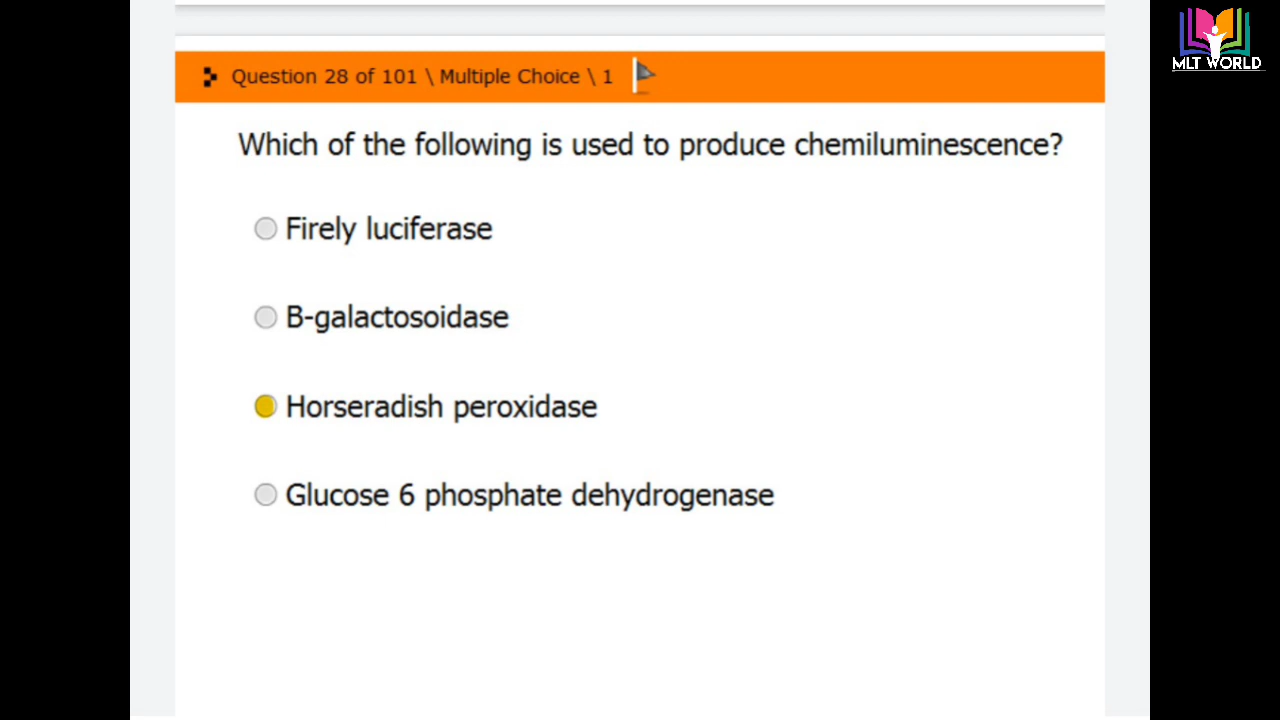 MLT WORLD
Question 28 of 101 \ Multiple Choice \ 1
Which of the following is used to produce chemiluminescence?
Firely luciferase
B-galactosoidase
Horseradish peroxidase
Glucose 6 phosphate dehydrogenase